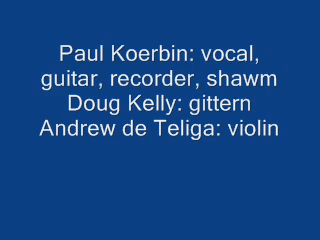 Paul Koerbin: vocal,
guitar, recorder, shawm
Doug Kelly: gittern
Andrew de Teliga: violin